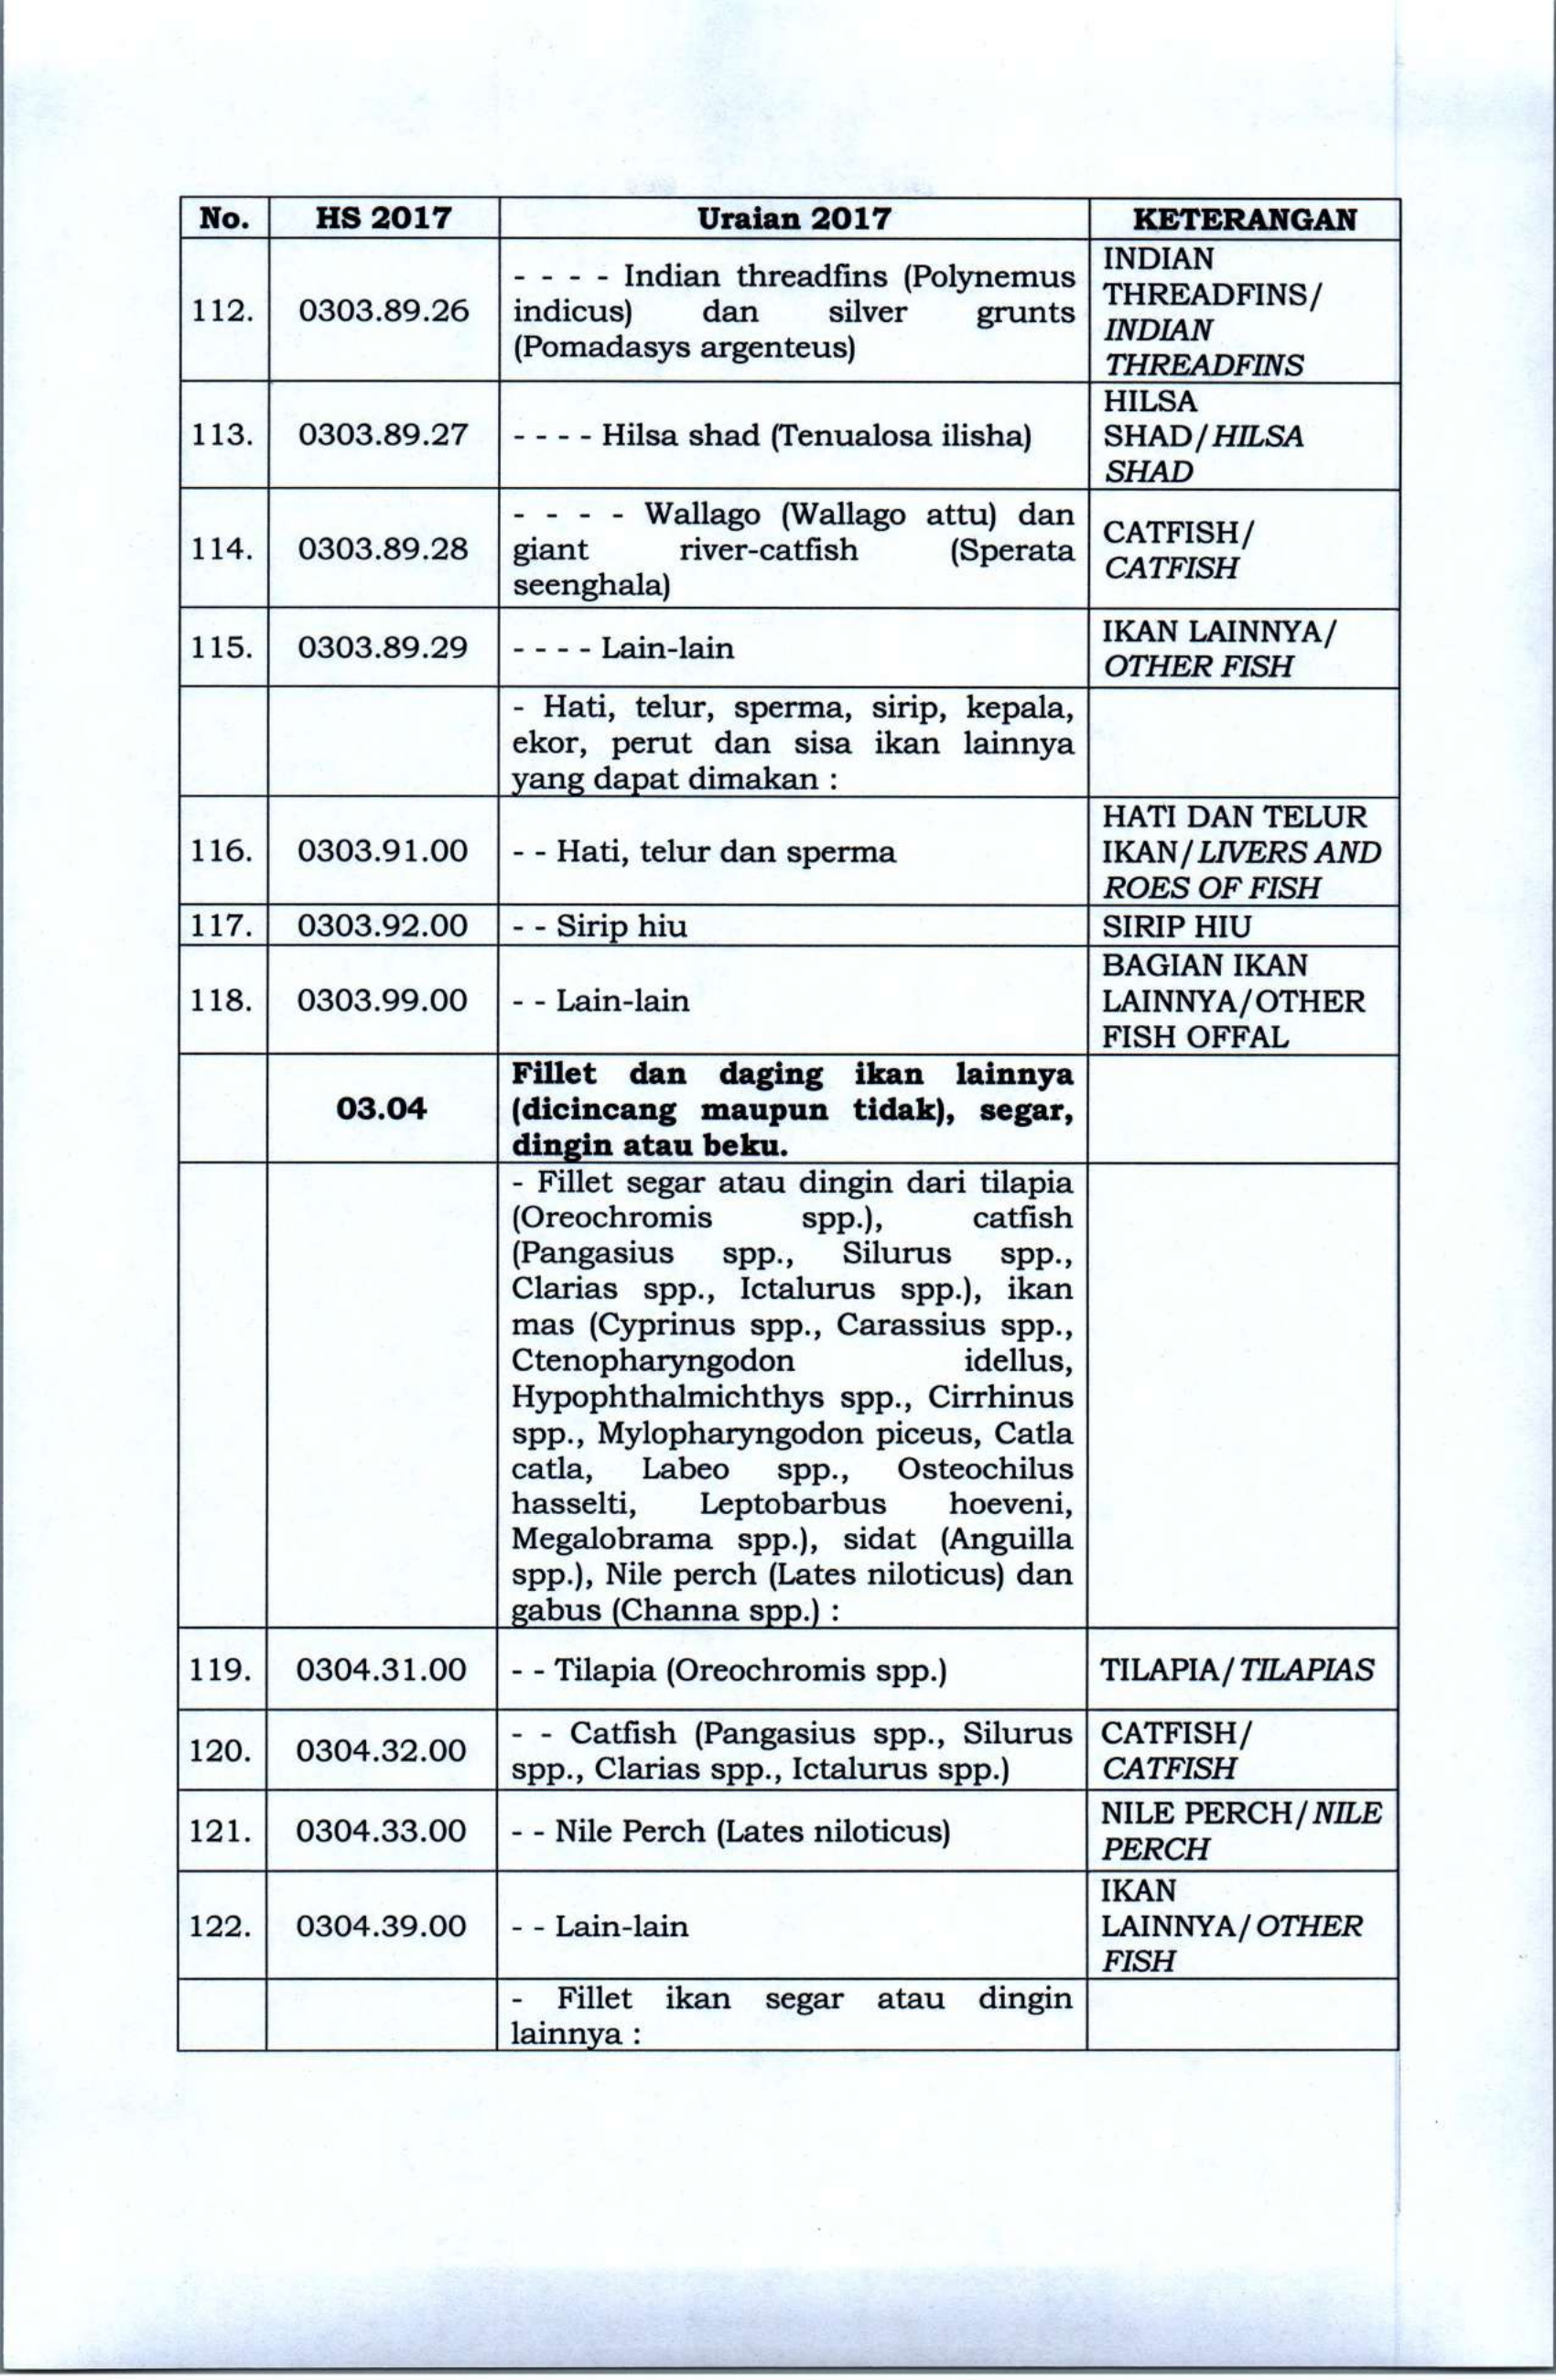 No. HS 2017 Uraian 2017 KETERANGAN
112. 0303.89.26
- - - - Indian threadfins (Polynemus
indicus) dan silver grunts
(Pomadasys argenteus)
INDIAN
THREADFINS/
INDIAN
THREADFINS
113. 0303.89.27 - - - - Hilsa shad (Tenualosa ilisha)
HILSA
SHAD/HILSA
SHAD
114. 0303.89.28
- - - - Wallago (Wallago attu) dan
giant river-catfish (Sperata
seenghala)
CATFISH/
CATFISH
115. 0303.89.29 - - - - Lain-lain
IKAN LAINNYA/
OTHER FISH
- Hati, telur, sperma, sirip, kepala,
ekor, perut dan sisa ikan lainnya
yang dapat dimakan :
116. 0303.91.00 - - Hati, telur dan sperma
HATI DAN TELUR
IKAN/LIVERS AND
ROES OF FISH
117. 0303.92.00 - - Sirip hiu SIRIP HIU
118. 0303.99.00 - - Lain-lain
BAGIAN IKAN
LAINNYA/OTHER
FISH OFFAL
03.04
Fillet dan daging ikan lainnya
(dicincang maupun tidak), segar,
dingin atau beku.
- Fillet segar atau dingin dari tilapia
(Oreochromis spp.), catfish
(Pangasius spp., Silurus spp.,
Clarias spp., Ictalurus spp.), ikan
mas (Cyprinus spp., Carassius spp.,
Ctenopharyngodon idellus,
Hypophthalmichthys spp., Cirrhinus
spp., Mylopharyngodon piceus, Catla
catla, Labeo spp., Osteochilus
hasselti, Leptobarbus hoeveni,
Megalobrama spp.), sidat (Anguilla
spp.), Nile perch (Lates niloticus) dan
gabus (Channa spp.) :
119. 0304.31.00 - - Tilapia (Oreochromis spp.) TILAPIA/TILAPIAS
120. 0304.32.00
- - Catfish (Pangasius spp., Silurus
spp., Clarias spp., Ictalurus spp.)
CATFISH/
CATFISH
121. 0304.33.00 - - Nile Perch (Lates niloticus)
NILE PERCH/NILE
PERCH
122. 0304.39.00 - - Lain-lain
IKAN
LAINNYA/OTHER
FISH
- Fillet ikan segar atau dingin
lainnya :